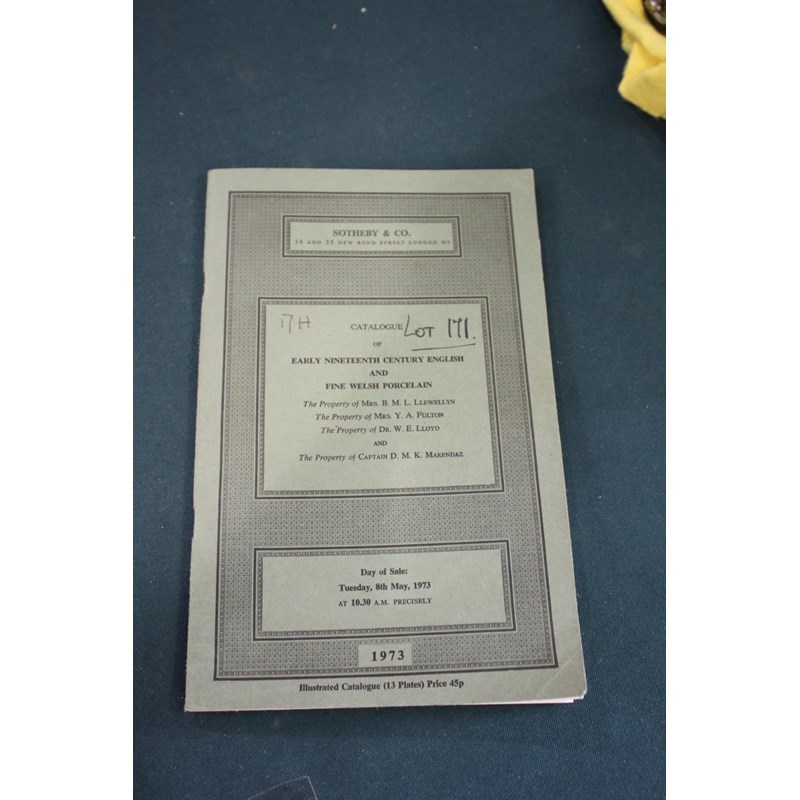 SOTHEBY & CO.
34 AND 35 NEW BOND STREET LONDON W1
17H
CATALOGUE LOT 171.
OF
EARLY NINETEENTH CENTURY ENGLISH
AND
FINE WELSH PORCELAIN
The Property of MRS. B. M. L. LLEWELLYN
The Property of MRS. Y. A. FULTON
The Property of DR. W. E. LLOYD
AND
The Property of CAPTAIN D. M. K. MARENDAZ
Day of Sale:
Tuesday, 8th May, 1973
AT 10.30 A.M. PRECISELY
1973
Illustrated Catalogue (13 Plates) Price 45p